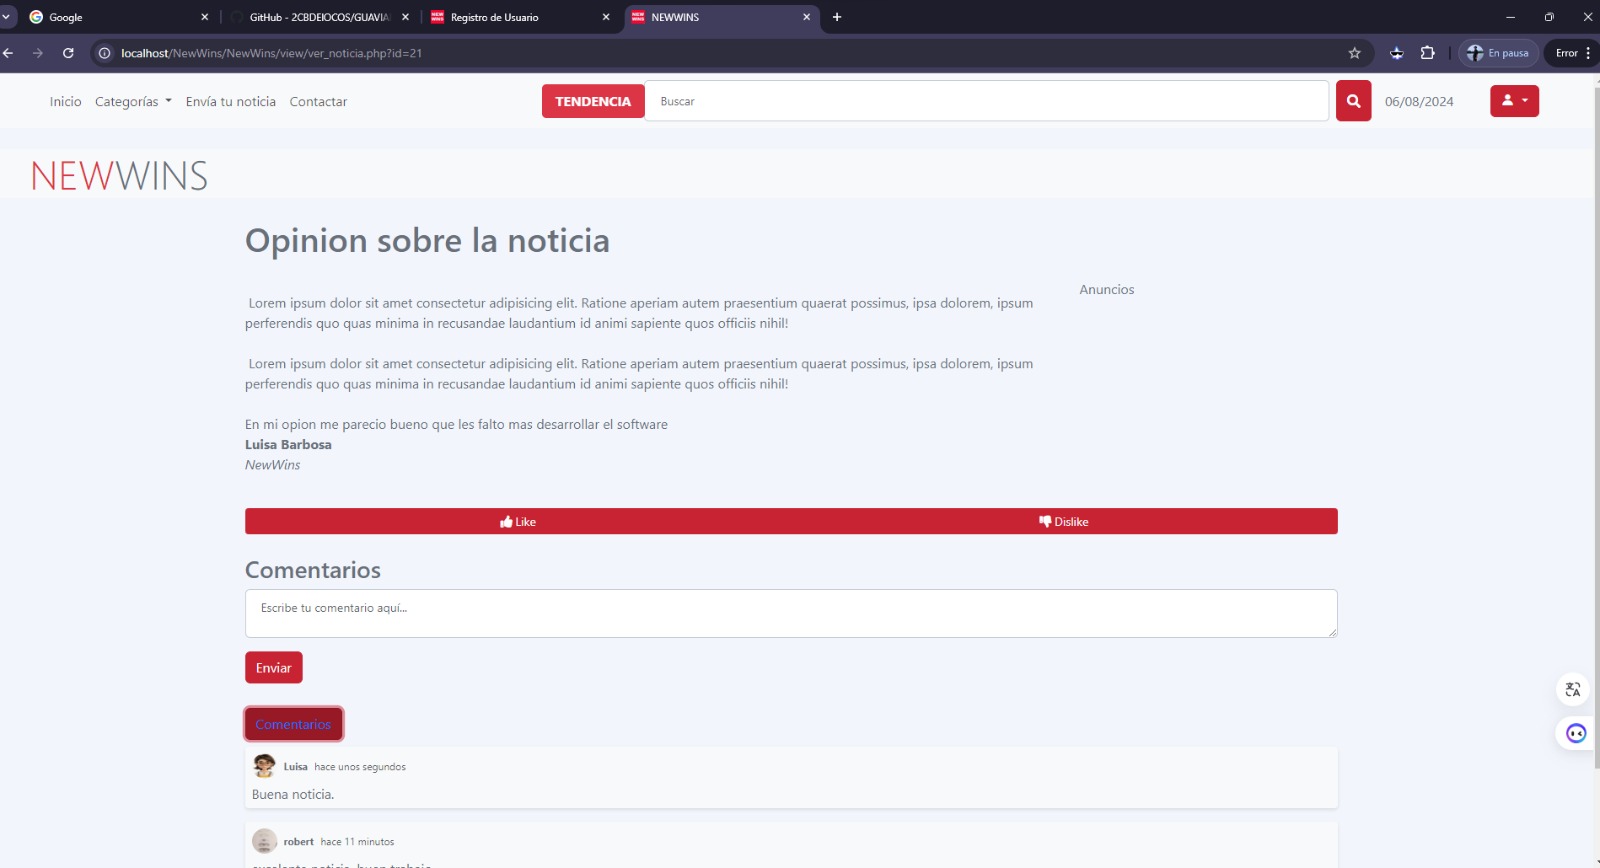 Google
GitHub - 2CBDEIOCOS/GUAVIA
Registro de Usuario
NEWWINS
localhost/NewWins/NewWins/view/ver_noticia.php?id=21
En pausa
Error
Inicio Categorías Envía tu noticia Contactar
TENDENCIA
Buscar
06/08/2024
NEWWINS
Opinion sobre la noticia
Lorem ipsum dolor sit amet consectetur adipisicing elit. Ratione aperiam autem praesentium quaerat possimus, ipsa dolorem, ipsum
perferendis quo quas minima in recusandae laudantium id animi sapiente quos officiis nihil!
Anuncios
Lorem ipsum dolor sit amet consectetur adipisicing elit. Ratione aperiam autem praesentium quaerat possimus, ipsa dolorem, ipsum
perferendis quo quas minima in recusandae laudantium id animi sapiente quos officiis nihil!
En mi opion me parecio bueno que les falto mas desarrollar el software
Luisa Barbosa
NewWins
Like
Dislike
Comentarios
Escribe tu comentario aquí...
Enviar
Comentarios
Luisa hace unos segundos
Buena noticia.
robert hace 11 minutos